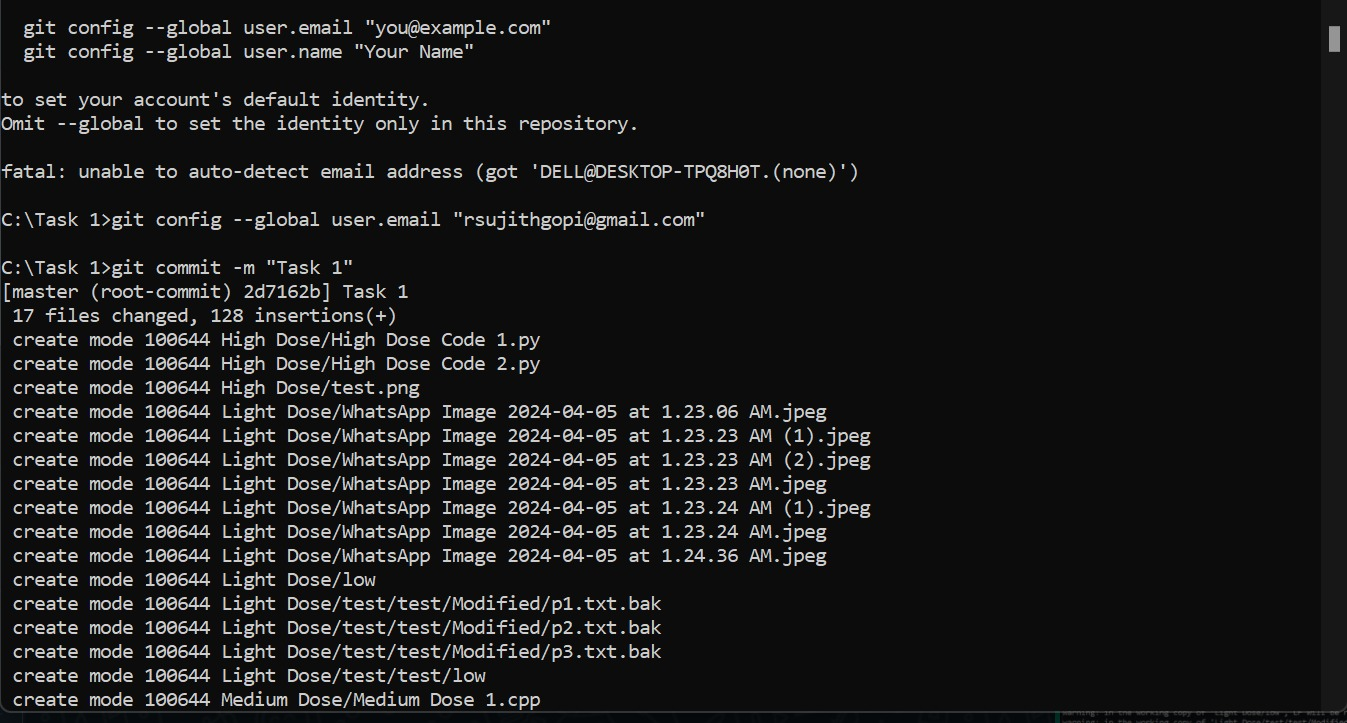 git config --global user.email "you@example.com"
git config --global user.name "Your Name"
to set your account's default identity.
Omit --global to set the identity only in this repository.
fatal: unable to auto-detect email address (got 'DELL@DESKTOP-TPQ8H0T.(none)')
C:\Task 1>git config --global user.email "rsujithgopi@gmail.com"
C:\Task 1>git commit -m "Task 1"
[master (root-commit) 2d7162b] Task 1
17 files changed, 128 insertions(+)
create mode 100644 High Dose/High Dose Code 1.py
create mode 100644 High Dose/High Dose Code 2.py
create mode 100644 High Dose/test.png
create mode 100644 Light Dose/WhatsApp Image 2024-04-05 at 1.23.06 AM.jpeg
create mode 100644 Light Dose/WhatsApp Image 2024-04-05 at 1.23.23 AM (1).jpeg
create mode 100644 Light Dose/WhatsApp Image 2024-04-05 at 1.23.23 AM (2).jpeg
create mode 100644 Light Dose/WhatsApp Image 2024-04-05 at 1.23.23 AM.jpeg
create mode 100644 Light Dose/WhatsApp Image 2024-04-05 at 1.23.24 AM (1).jpeg
create mode 100644 Light Dose/WhatsApp Image 2024-04-05 at 1.23.24 AM.jpeg
create mode 100644 Light Dose/WhatsApp Image 2024-04-05 at 1.24.36 AM.jpeg
create mode 100644 Light Dose/low
create mode 100644 Light Dose/test/test/Modified/p1.txt.bak
create mode 100644 Light Dose/test/test/Modified/p2.txt.bak
create mode 100644 Light Dose/test/test/Modified/p3.txt.bak
create mode 100644 Light Dose/test/test/low
create mode 100644 Medium Dose/Medium Dose 1.cpp